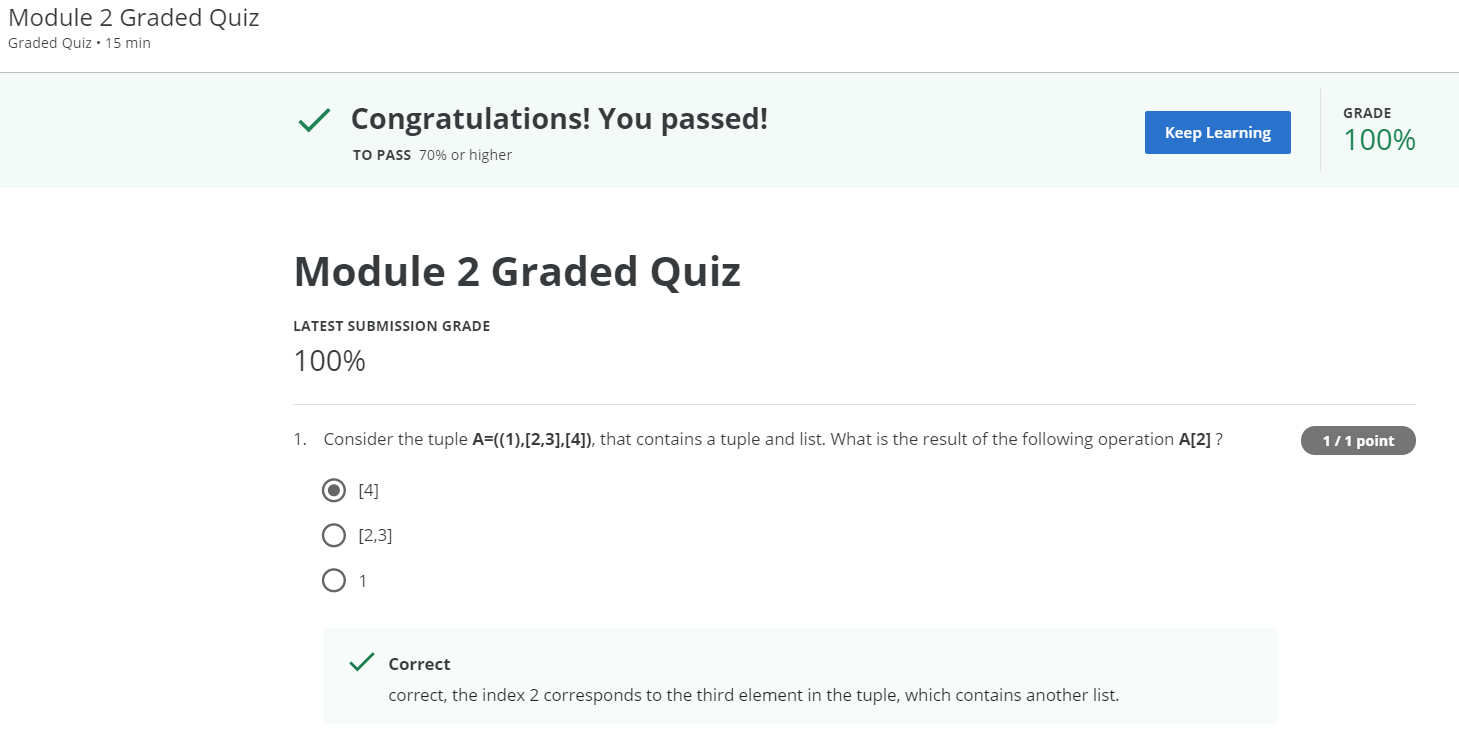 Module 2 Graded Quiz
Graded Quiz • 15 min
Congratulations! You passed!
TO PASS 70% or higher
Keep Learning
GRADE
100%
Module 2 Graded Quiz
LATEST SUBMISSION GRADE
100%
1. Consider the tuple A=((1),[2,3],[4]), that contains a tuple and list. What is the result of the following operation A[2] ?
1 / 1 point
[4]
[2,3]
1
Correct
correct, the index 2 corresponds to the third element in the tuple, which contains another list.